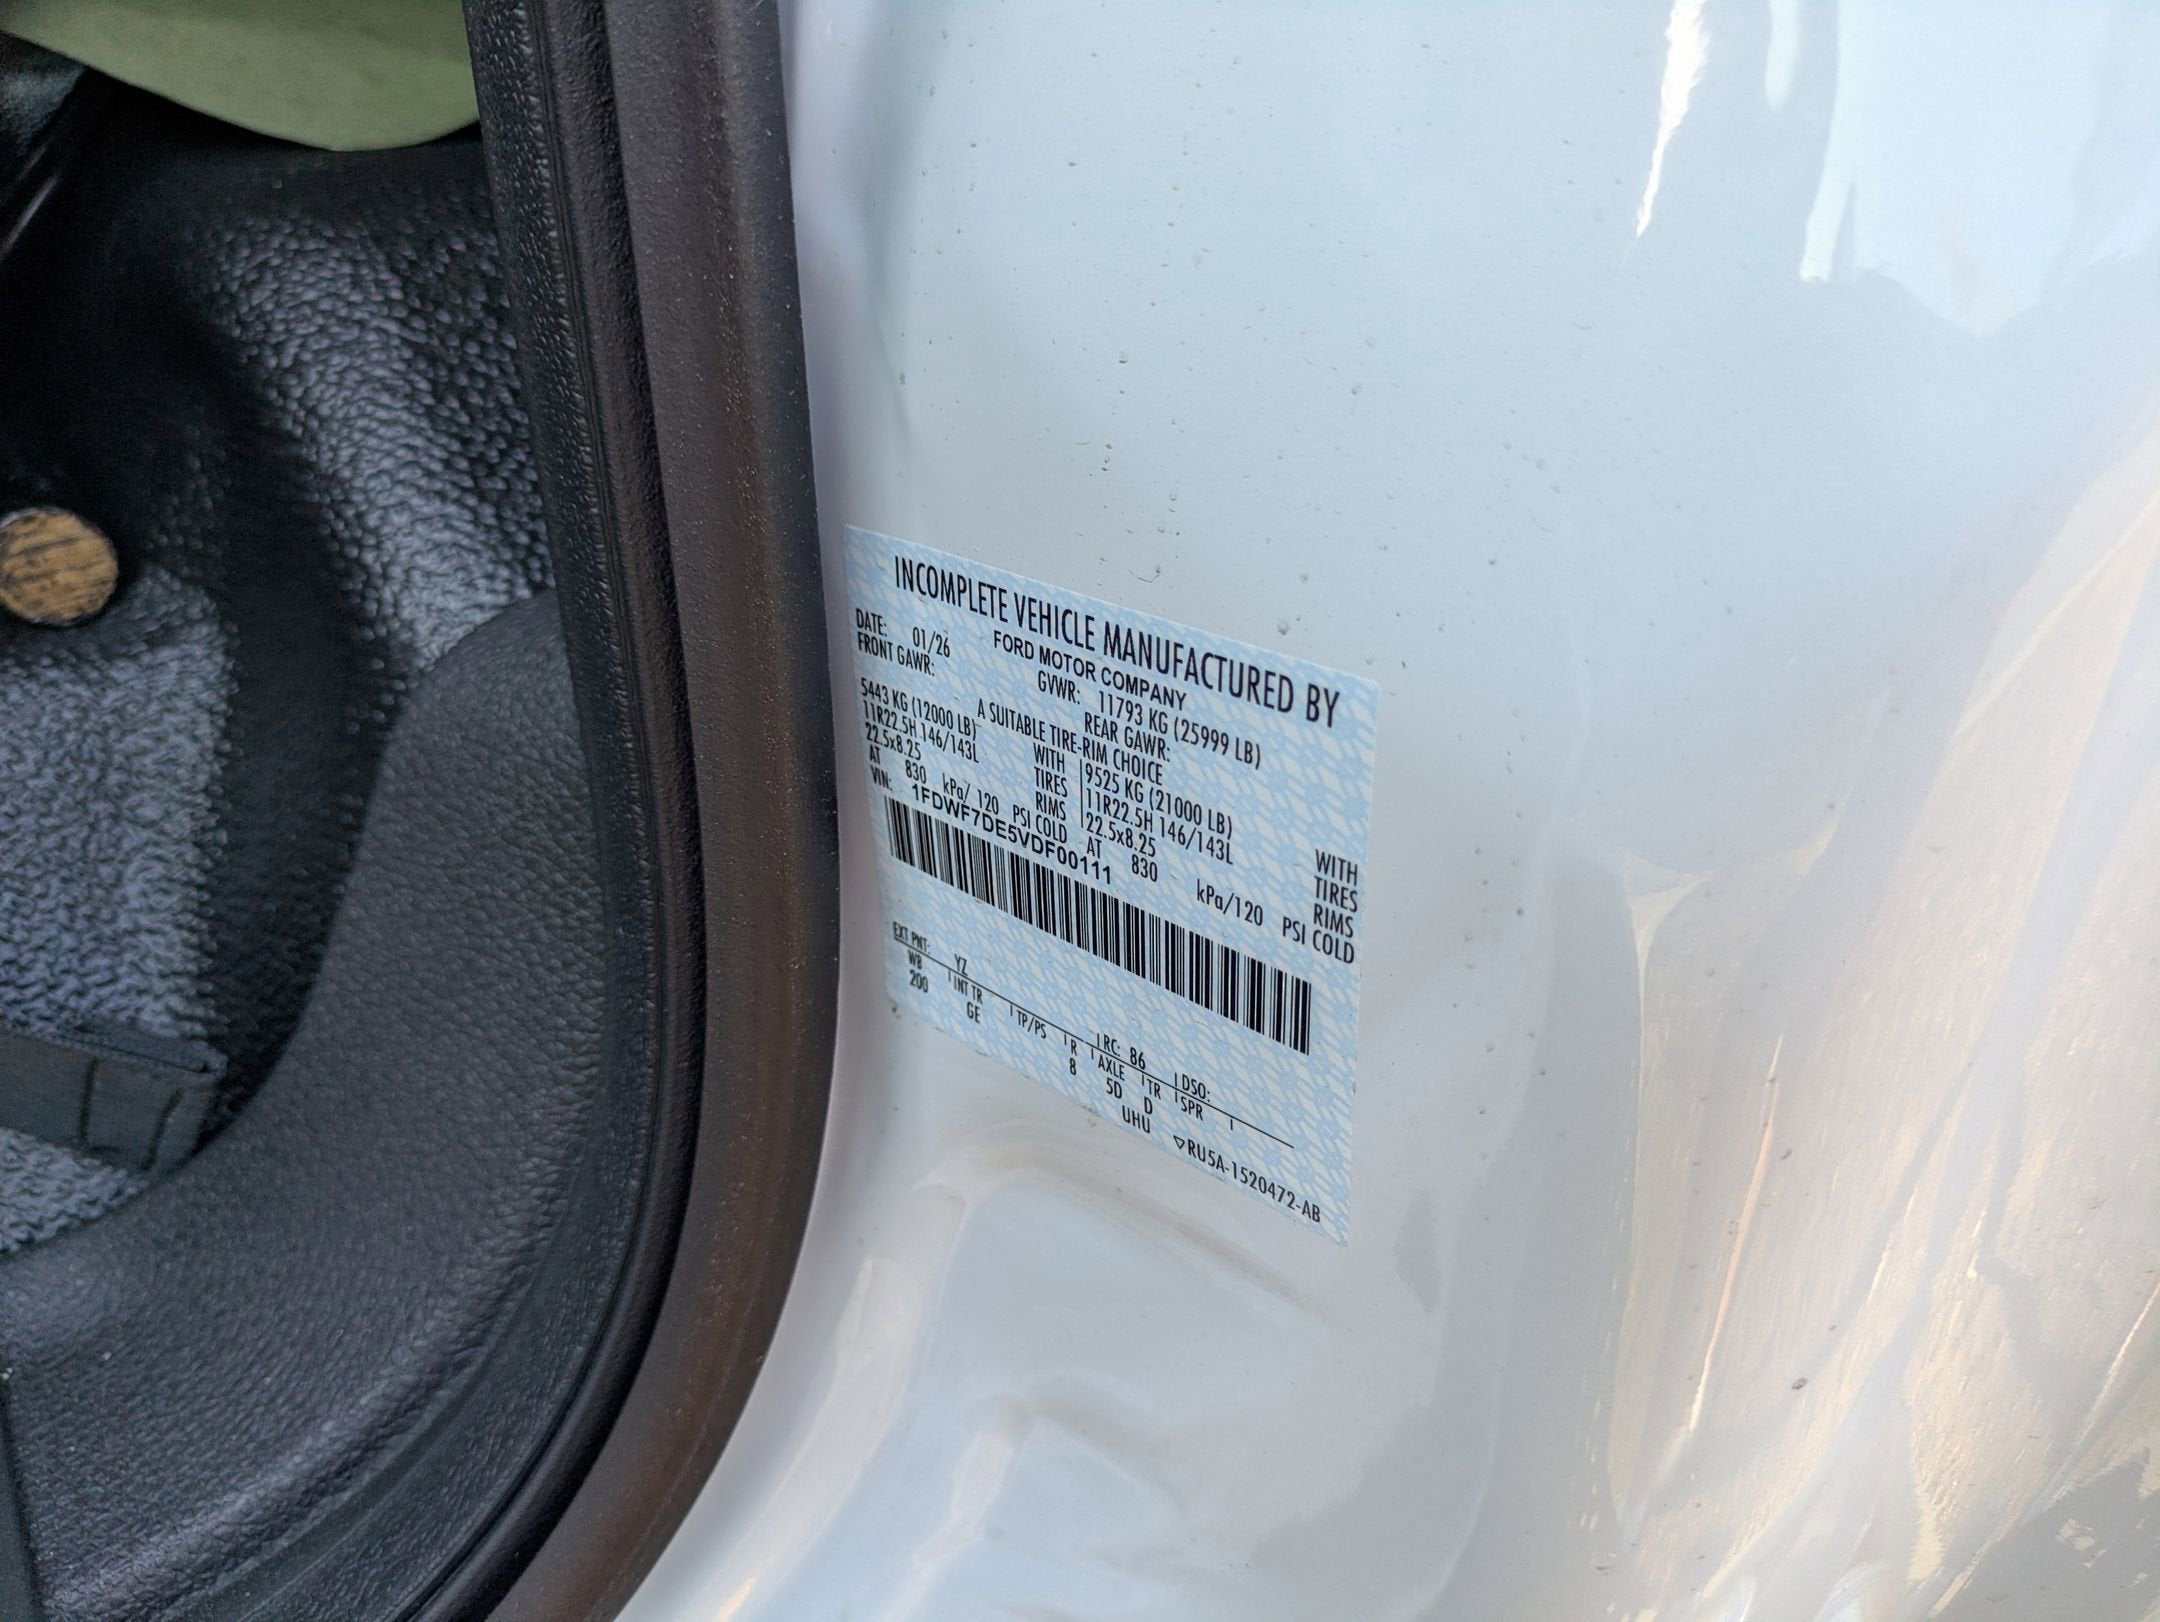 INCOMPLETE VEHICLE MANUFACTURED BY
FORD MOTOR COMPANY
DATE: 01/26 GVWR: 11793 KG (25999 LB)
FRONT GAWR: REAR GAWR:
A SUITABLE TIRE-RIM CHOICE
5443 KG (12000 LB) WITH 9525 KG (21000 LB) WITH
11R22.5H 146/143L TIRES 11R22.5H 146/143L TIRES
22.5x8.25 RIMS 22.5x8.25 RIMS
AT 830 kPa/ 120 PSI COLD AT 830 kPa/120 PSI COLD
VIN: 1FDWF7DE5VDF00111
EXT PNT: YZ RC: 86 DSO:
WB INT TR TP/PS R AXLE TR SPR
200 GE 8 5D D
UHU ▽RU5A-1520472-AB